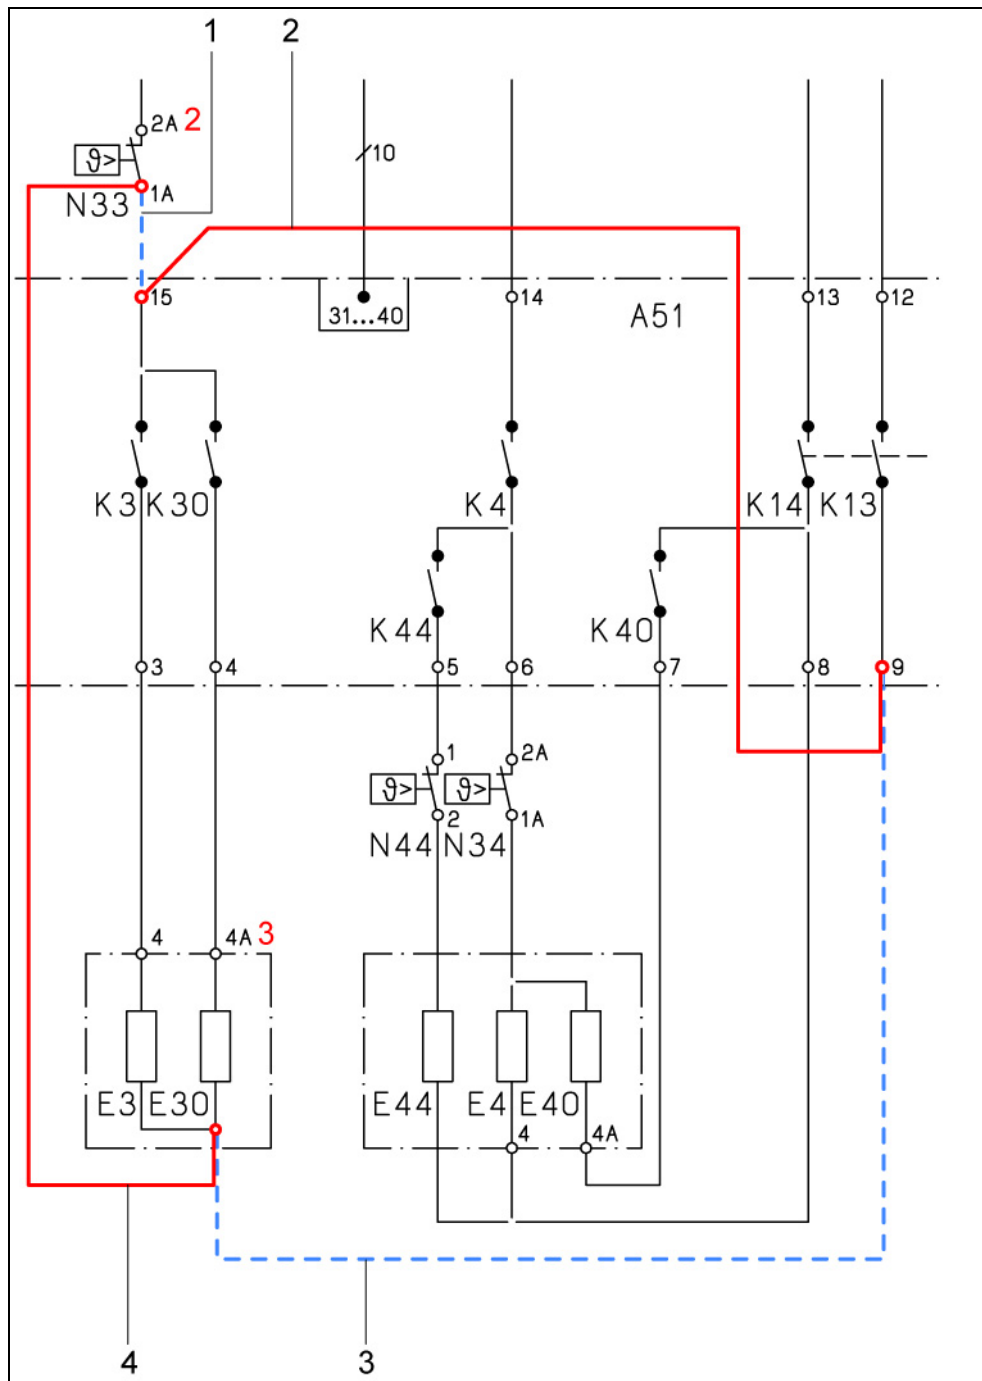 1 2
2A 2
ϑ> 10
1A
N33
15 14 13 12
31...40 A51
K3 K30 K4 K14 K13
K44 K40
3 4 5 6 7 8 9
1 2A
ϑ> ϑ>
2 1A
N44 N34
4 4A 3
E3 E30 E44 E4 E40
4 4A
4 3